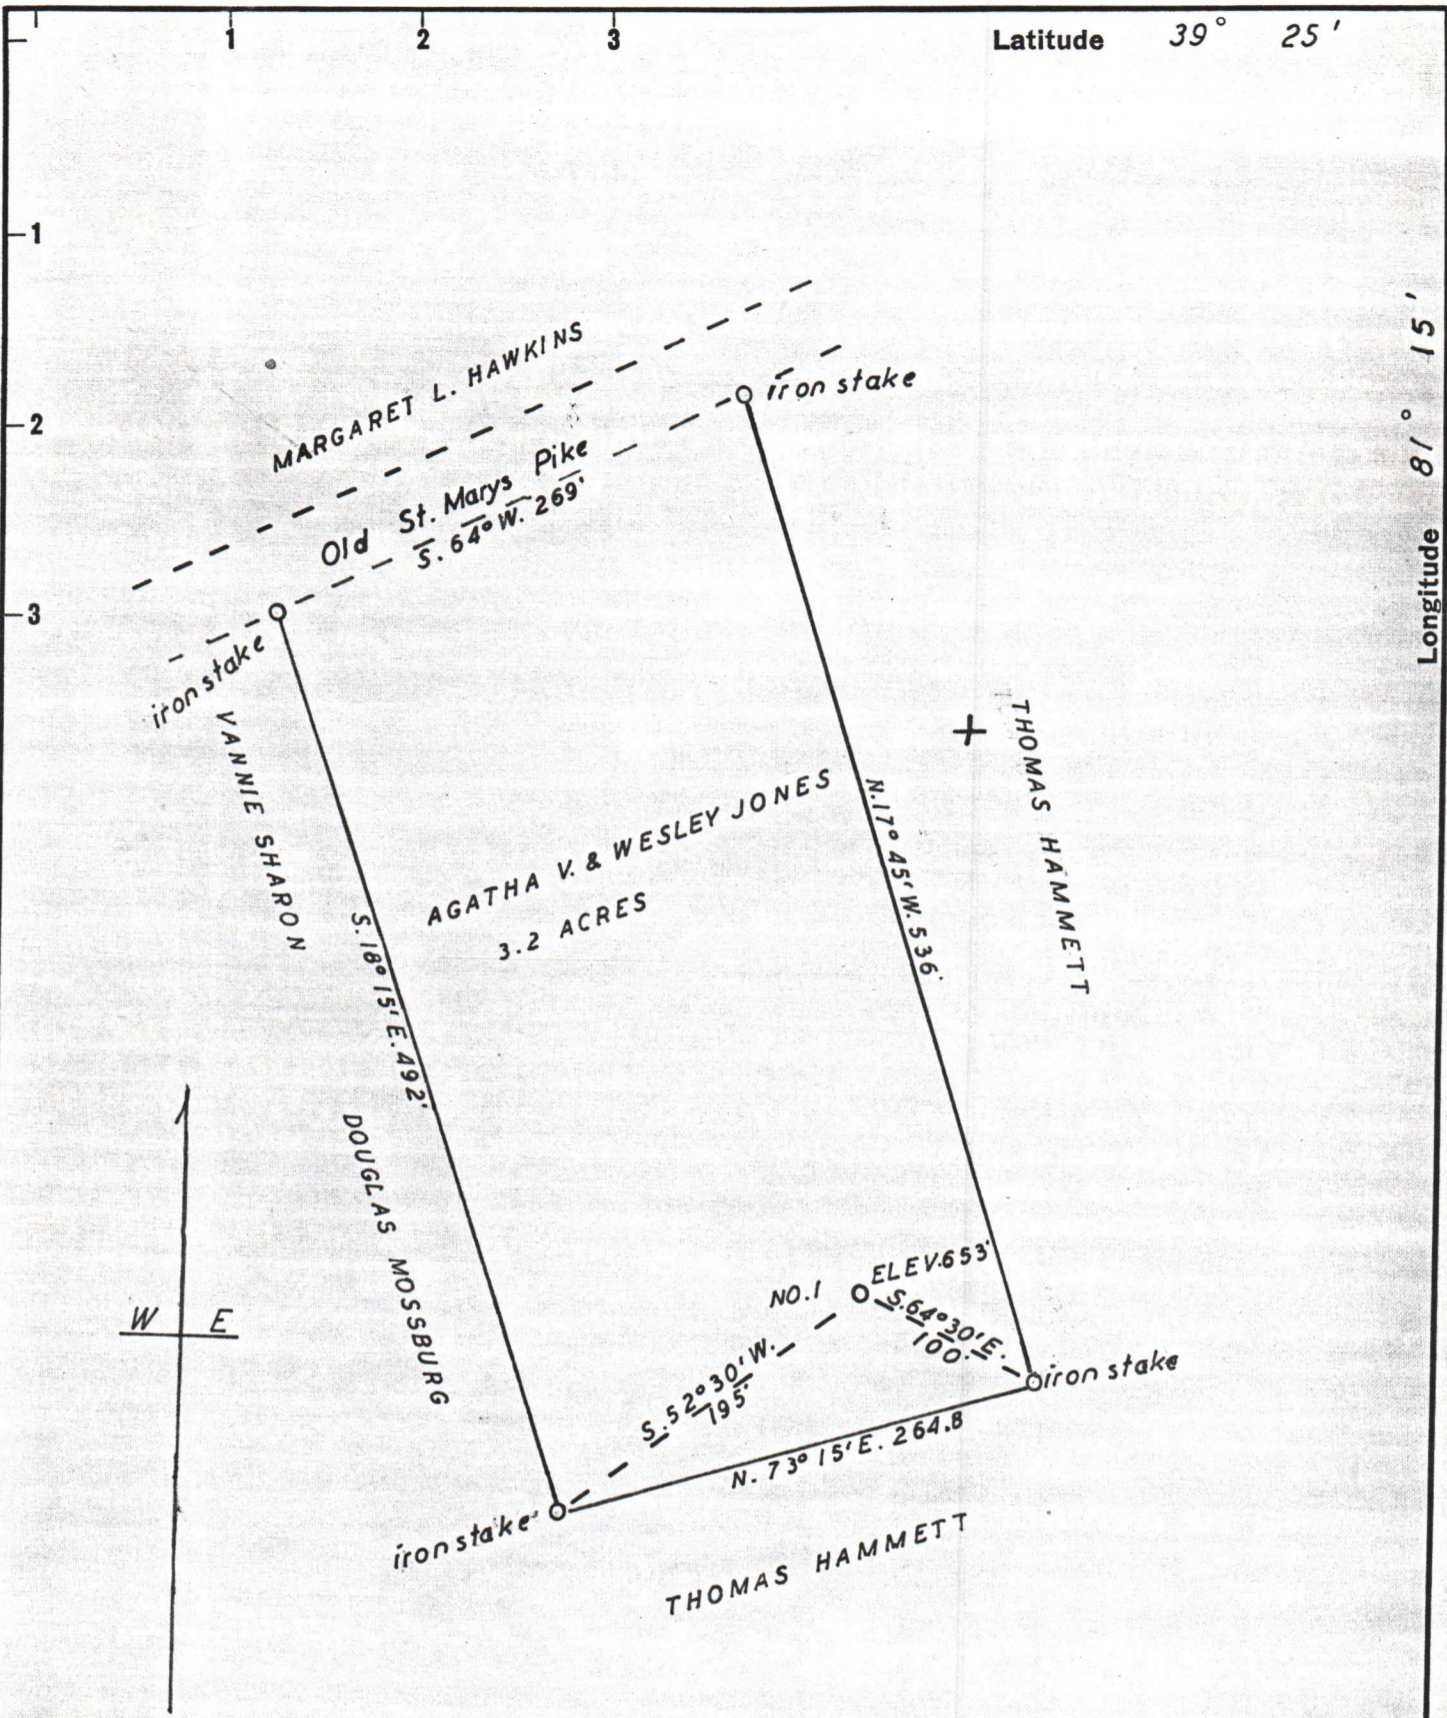 1 2 3 Latitude 39° 25'
1
2
3
Longitude 81° 15'
MARGARET L. HAWKINS
iron stake
Old St. Marys Pike
S. 64° W. 269'
iron stake
VANNIE SHARON
THOMAS HAMMETT
N. 17° 45' W. 536'
AGATHA V. & WESLEY JONES
3.2 ACRES
S. 18° 15' E. 492'
DOUGLAS MOSSBURG
W E
NO. 1
ELEV. 653'
S. 64° 30' E.
100'
S. 52° 30' W.
195'
iron stake
N. 73° 15' E. 264.8
iron stake
THOMAS HAMMETT